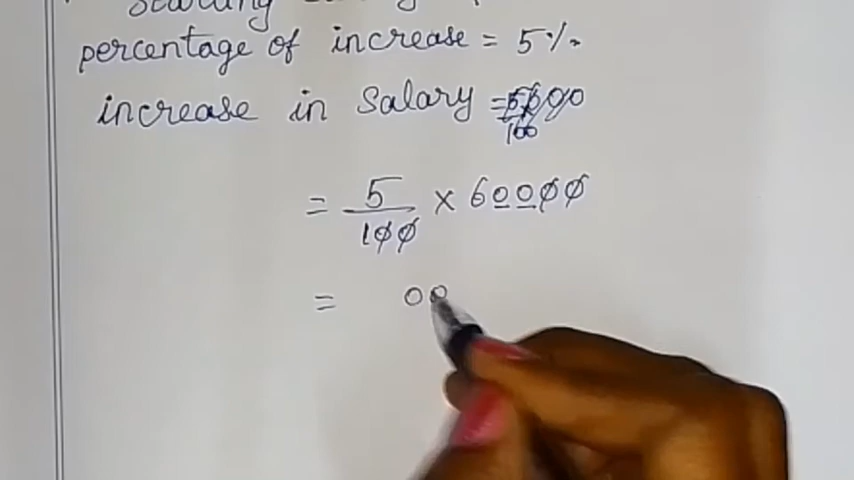 percentage of increase = 5%
increase in salary =
= 5/100 × 60000
= 00